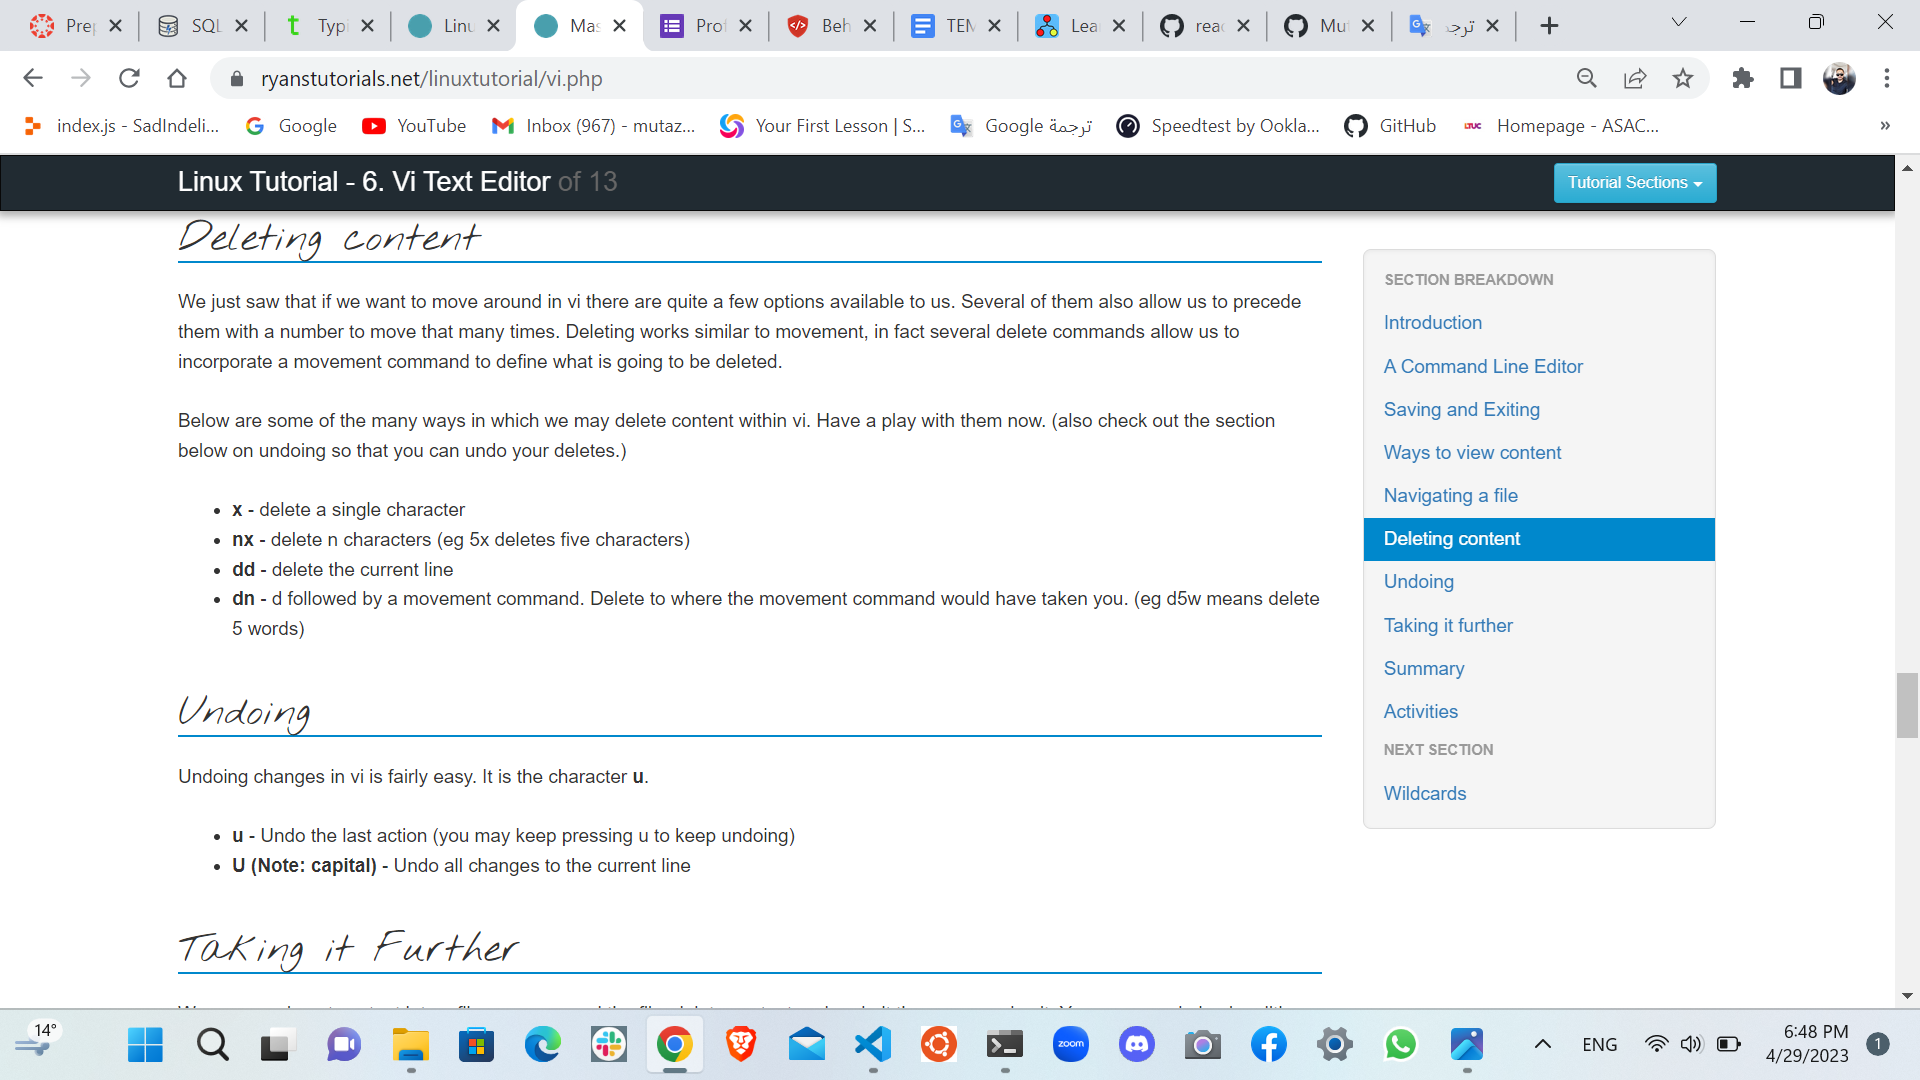 Prep
SQL
Typi
Linu
Mas
Prof
Beh
TEM
Lea
reac
Mut
ترجد
ryanstutorials.net/linuxtutorial/vi.php
index.js - SadIndeli...
Google
YouTube
Inbox (967) - mutaz...
Your First Lesson | S...
ترجمة Google
Speedtest by Ookla...
GitHub
LTUC
Homepage - ASAC...
»
Linux Tutorial - 6. Vi Text Editor of 13
Tutorial Sections
Deleting content
We just saw that if we want to move around in vi there are quite a few options available to us. Several of them also allow us to precede
them with a number to move that many times. Deleting works similar to movement, in fact several delete commands allow us to
incorporate a movement command to define what is going to be deleted.
Below are some of the many ways in which we may delete content within vi. Have a play with them now. (also check out the section
below on undoing so that you can undo your deletes.)
• x - delete a single character
• nx - delete n characters (eg 5x deletes five characters)
• dd - delete the current line
• dn - d followed by a movement command. Delete to where the movement command would have taken you. (eg d5w means delete
5 words)
Undoing
Undoing changes in vi is fairly easy. It is the character u.
• u - Undo the last action (you may keep pressing u to keep undoing)
• U (Note: capital) - Undo all changes to the current line
Taking it Further
SECTION BREAKDOWN
Introduction
A Command Line Editor
Saving and Exiting
Ways to view content
Navigating a file
Deleting content
Undoing
Taking it further
Summary
Activities
NEXT SECTION
Wildcards
14°
zoom
ENG
6:48 PM
4/29/2023
1